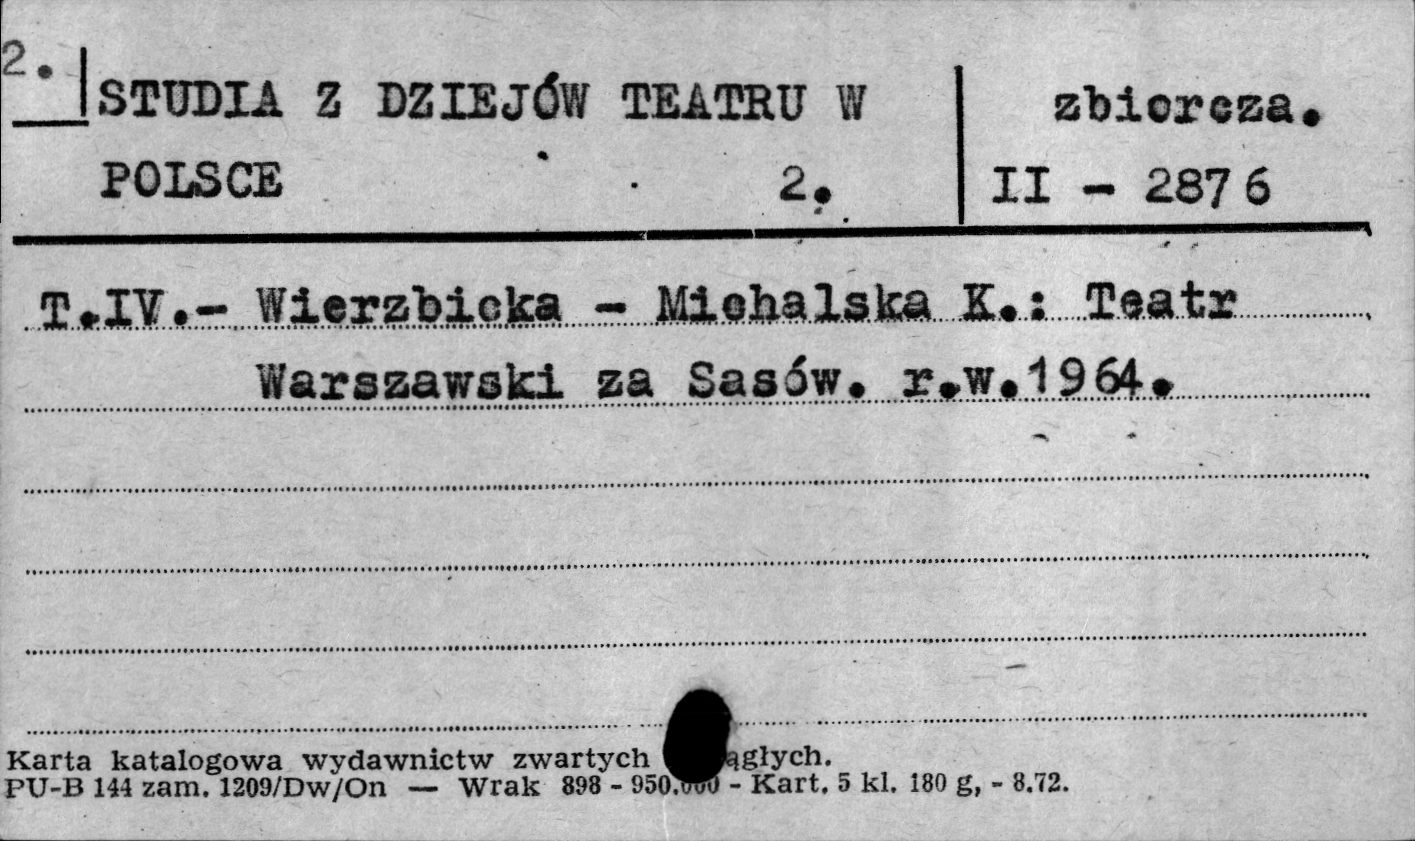 2.
STUDIA Z DZIEJÓW TEATRU W
POLSCE 2.
zbiorcza.
II - 2876
T.IV.- Wierzbicka - Michalska K.: Teatr
Warszawski za Sasów. r.w.1964.
Karta katalogowa wydawnictw zwartych ągłych.
PU-B 144 zam. 1209/Dw/On — Wrak 898 - 950.000 - Kart. 5 kl. 180 g, - 8.72.